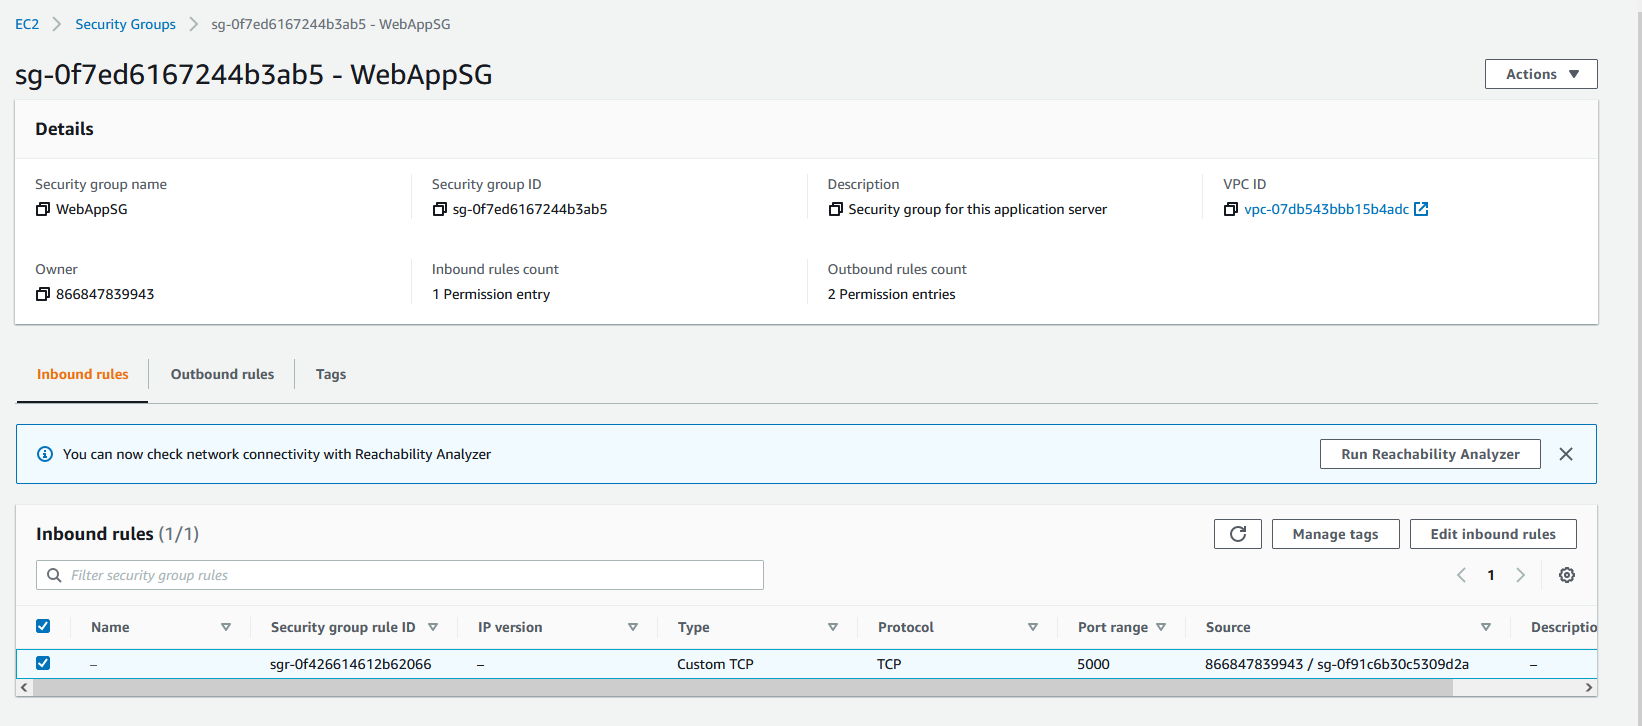 EC2 Security Groups sg-0f7ed6167244b3ab5 - WebAppSG
sg-0f7ed6167244b3ab5 - WebAppSG
Actions
Details
Security group name Security group ID Description VPC ID
WebAppSG sg-0f7ed6167244b3ab5 Security group for this application server vpc-07db543bbb15b4adc
Owner Inbound rules count Outbound rules count
866847839943 1 Permission entry 2 Permission entries
Inbound rules Outbound rules Tags
You can now check network connectivity with Reachability Analyzer Run Reachability Analyzer
Inbound rules (1/1) Manage tags Edit inbound rules
Filter security group rules 1
Name Security group rule ID IP version Type Protocol Port range Source Descriptio
– sgr-0f426614612b62066 – Custom TCP TCP 5000 866847839943 / sg-0f91c6b30c5309d2a –